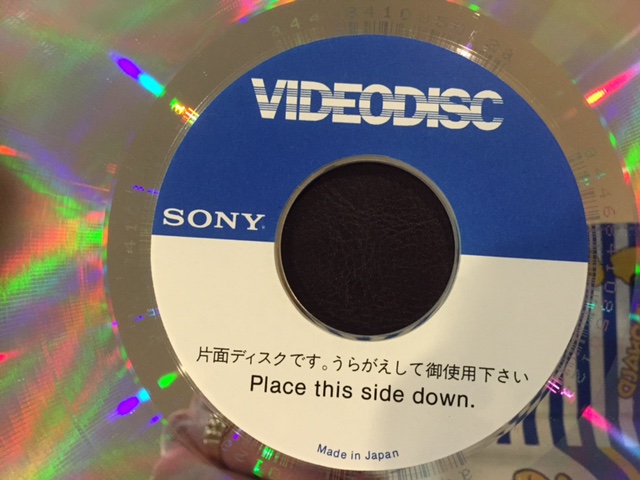 VIDEODISC
SONY
片面ディスクです。うらがえして御使用下さい
Place this side down.
Made in Japan